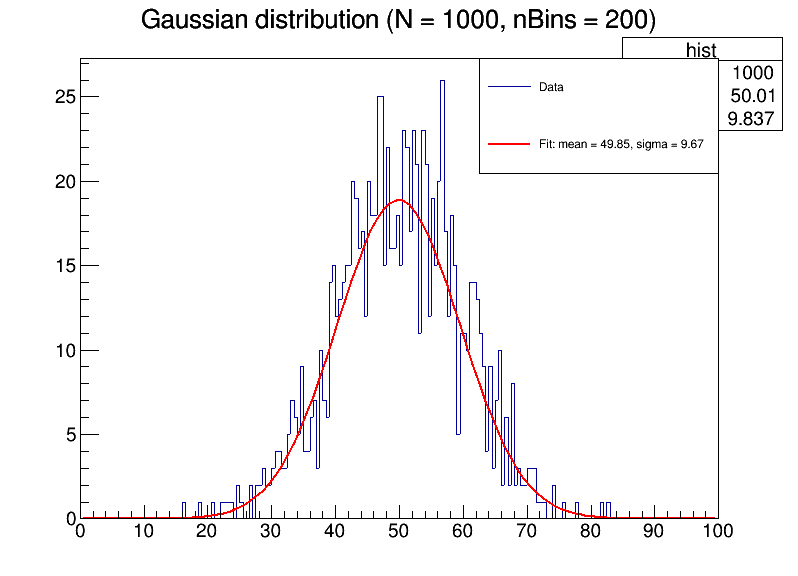 Gaussian distribution (N = 1000, nBins = 200)
hist
1000
50.01
9.837
Data
Fit: mean = 49.85, sigma = 9.67
25
20
15
10
5
0
0 10 20 30 40 50 60 70 80 90 100